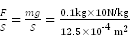 F/S = mg/S = 0.1kg×10N/kg / 12.5×10⁻⁴ m²